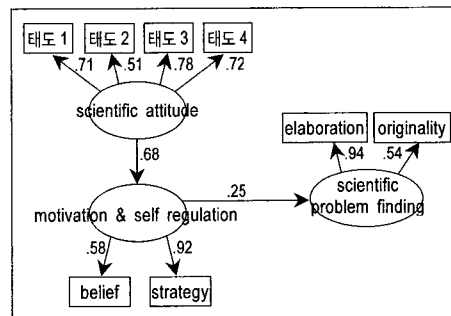 태도 1 태도 2 태도 3 태도 4
.71 .51 .78 .72
scientific attitude
elaboration originality
.68
.94 .54
.25
scientific
problem finding
motivation & self regulation
.58 .92
belief strategy